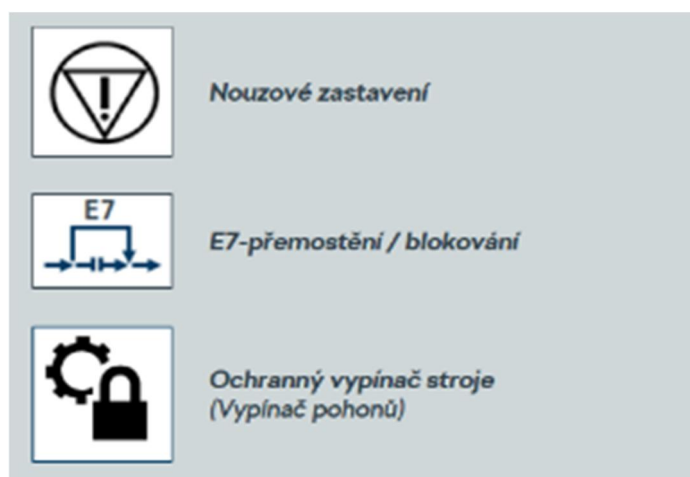 Nouzové zastavení
E7
E7-přemostění / blokování
Ochranný vypínač stroje
(Vypínač pohonů)